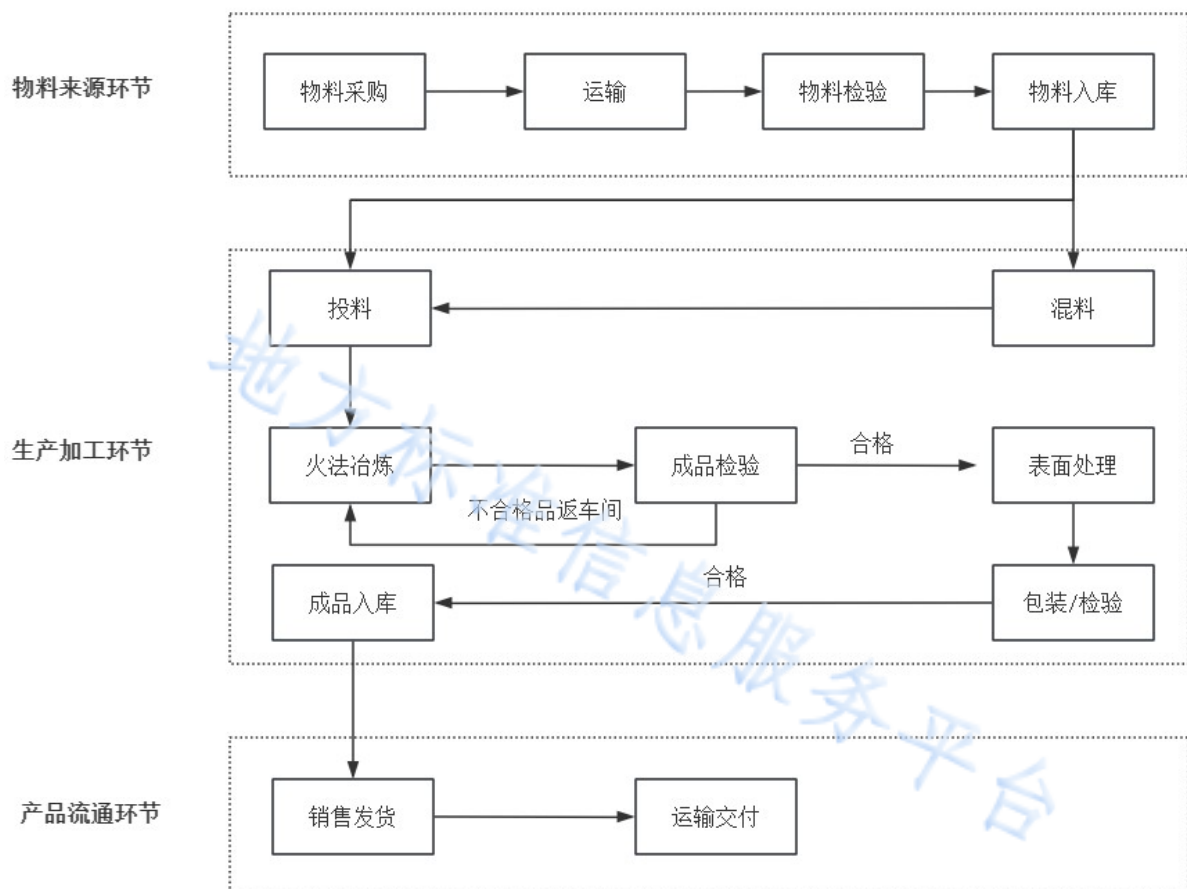 物料来源环节
物料采购
运输
物料检验
物料入库
投料
混料
生产加工环节
火法冶炼
成品检验
合格
表面处理
不合格品返车间
成品入库
合格
包装/检验
产品流通环节
销售发货
运输交付
地方标准信息服务平台